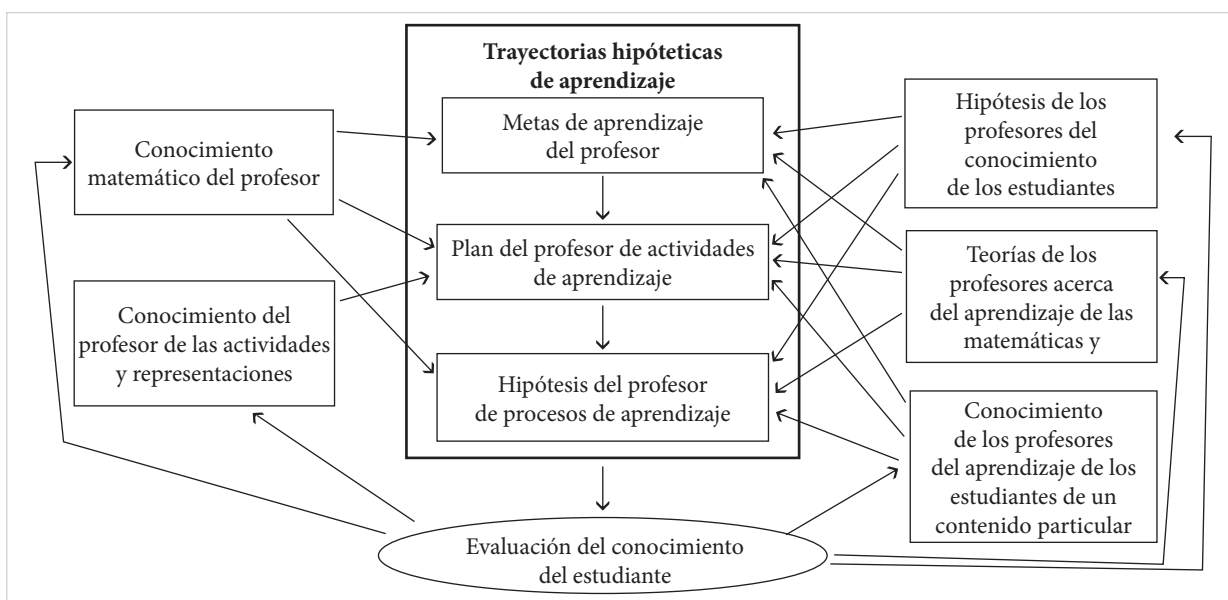 Trayectorias hipóteticas
de aprendizaje
Metas de aprendizaje
del profesor
Plan del profesor de actividades
de aprendizaje
Hipótesis del profesor
de procesos de aprendizaje
Conocimiento
matemático del profesor
Conocimiento del
profesor de las actividades
y representaciones
Hipótesis de los
profesores del
conocimiento
de los estudiantes
Teorías de los
profesores acerca
del aprendizaje de las
matemáticas y
Conocimiento
de los profesores
del aprendizaje de los
estudiantes de un
contenido particular
Evaluación del conocimiento
del estudiante